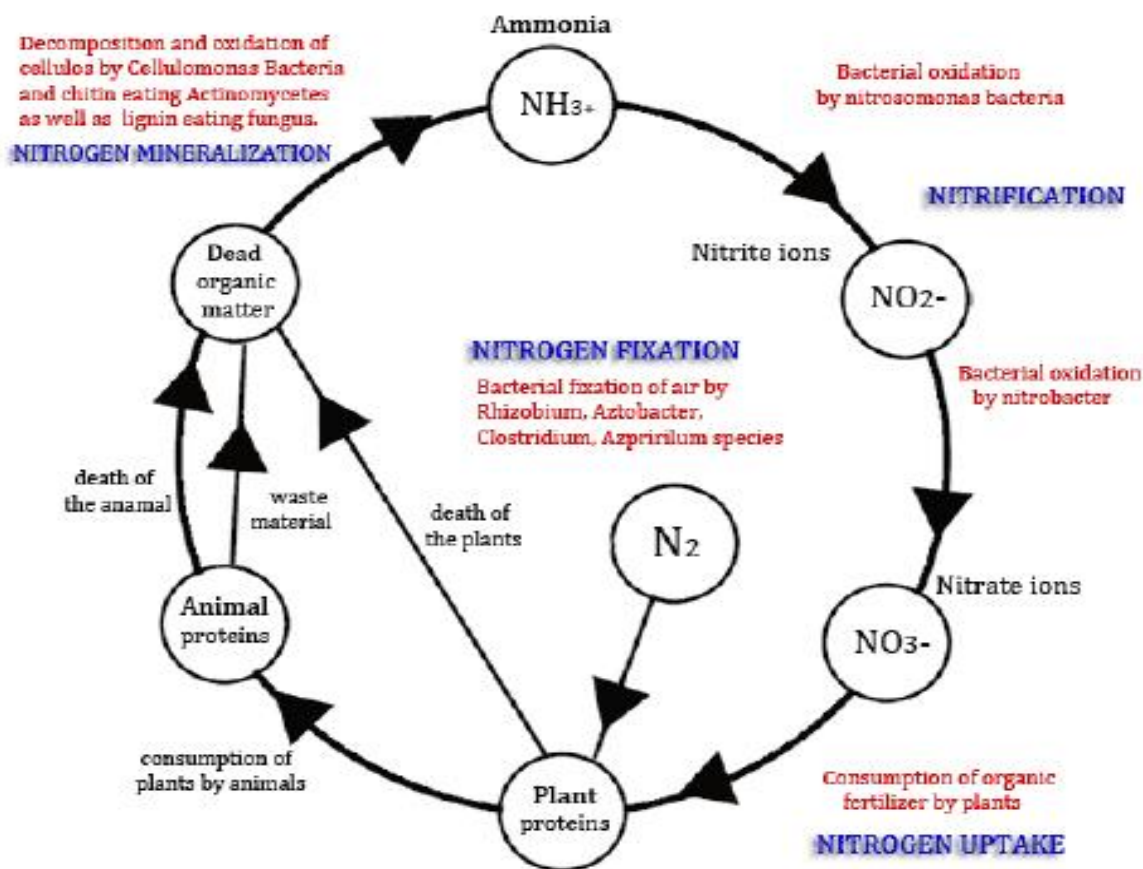 Ammonia
NH3+
Decomposition and oxidation of
cellulos by Cellulomonas Bacteria
and chitin eating Actinomycetes
as well as lignin eating fungus.
NITROGEN MINERALIZATION
Bacterial oxidation
by nitrosomonas bacteria
NITRIFICATION
Dead
organic
matter
Nitrite ions
NO2-
NITROGEN FIXATION
Bacterial fixation of air by
Rhizobium, Aztobacter,
Clostridium, Azpririlum species
Bacterial oxidation
by nitrobacter
death of
the anamal
waste
material
death of
the plants
N2
Nitrate ions
NO3-
Animal
proteins
consumption of
plants by animals
Plant
proteins
Consumption of organic
fertilizer by plants
NITROGEN UPTAKE